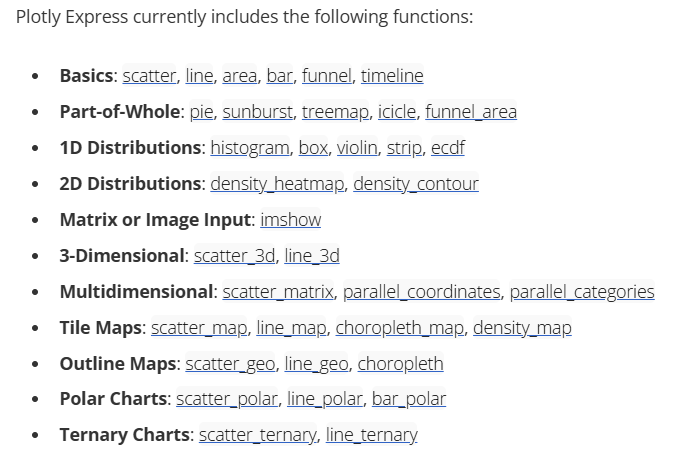 Plotly Express currently includes the following functions:
• Basics: scatter, line, area, bar, funnel, timeline
• Part-of-Whole: pie, sunburst, treemap, icicle, funnel_area
• 1D Distributions: histogram, box, violin, strip, ecdf
• 2D Distributions: density_heatmap, density_contour
• Matrix or Image Input: imshow
• 3-Dimensional: scatter_3d, line_3d
• Multidimensional: scatter_matrix, parallel_coordinates, parallel_categories
• Tile Maps: scatter_map, line_map, choropleth_map, density_map
• Outline Maps: scatter_geo, line_geo, choropleth
• Polar Charts: scatter_polar, line_polar, bar_polar
• Ternary Charts: scatter_ternary, line_ternary